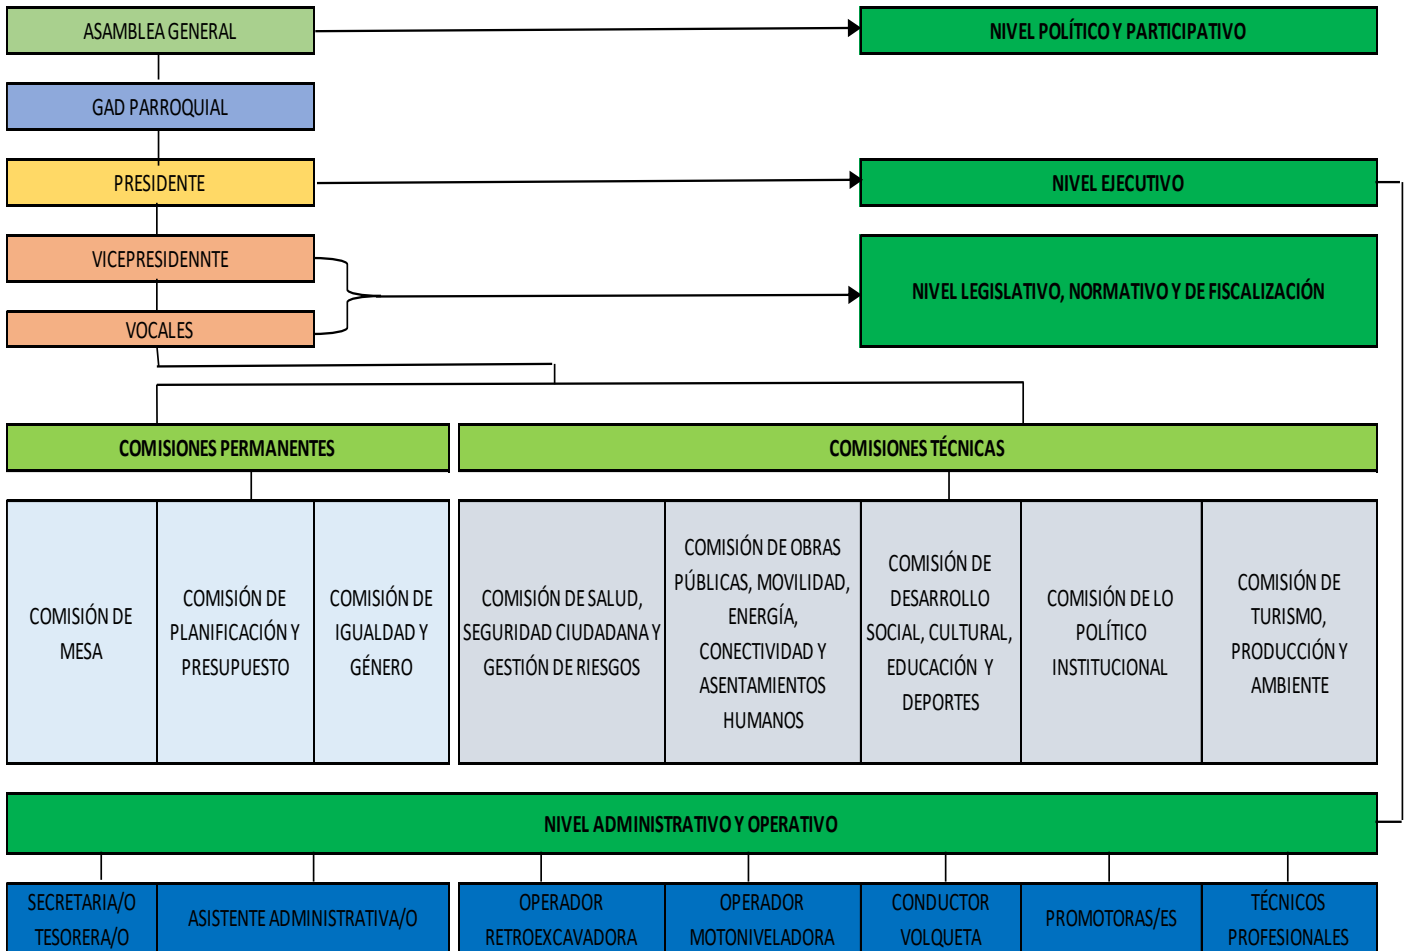 ASAMBLEA GENERAL
NIVEL POLÍTICO Y PARTICIPATIVO
GAD PARROQUIAL
PRESIDENTE
NIVEL EJECUTIVO
VICEPRESIDENNTE
NIVEL LEGISLATIVO, NORMATIVO Y DE FISCALIZACIÓN
VOCALES
COMISIONES PERMANENTES
COMISIONES TÉCNICAS
COMISIÓN DE
MESA
COMISIÓN DE
PLANIFICACIÓN Y
PRESUPUESTO
COMISIÓN DE
IGUALDAD Y
GÉNERO
COMISIÓN DE SALUD,
SEGURIDAD CIUDADANA Y
GESTIÓN DE RIESGOS
COMISIÓN DE OBRAS
PÚBLICAS, MOVILIDAD,
ENERGÍA,
CONECTIVIDAD Y
ASENTAMIENTOS
HUMANOS
COMISIÓN DE
DESARROLLO
SOCIAL, CULTURAL,
EDUCACIÓN Y
DEPORTES
COMISIÓN DE LO
POLÍTICO
INSTITUCIONAL
COMISIÓN DE
TURISMO,
PRODUCCIÓN Y
AMBIENTE
NIVEL ADMINISTRATIVO Y OPERATIVO
SECRETARIA/O
TESORERA/O
ASISTENTE ADMINISTRATIVA/O
OPERADOR
RETROEXCAVADORA
OPERADOR
MOTONIVELADORA
CONDUCTOR
VOLQUETA
PROMOTORAS/ES
TÉCNICOS
PROFESIONALES